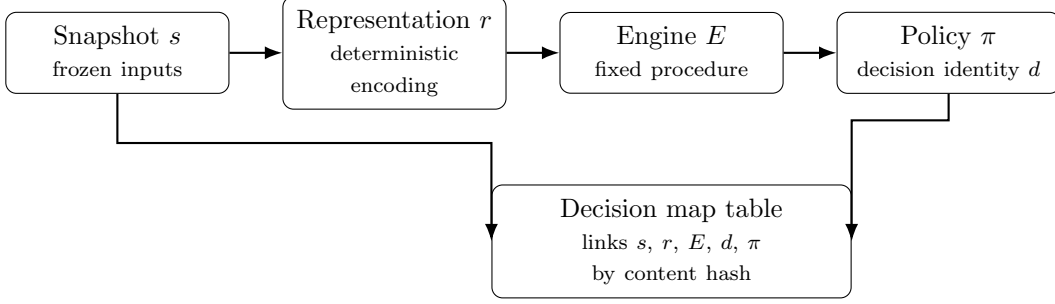 Snapshot s
frozen inputs
Representation r
deterministic
encoding
Engine E
fixed procedure
Policy π
decision identity d
Decision map table
links s, r, E, d, π
by content hash